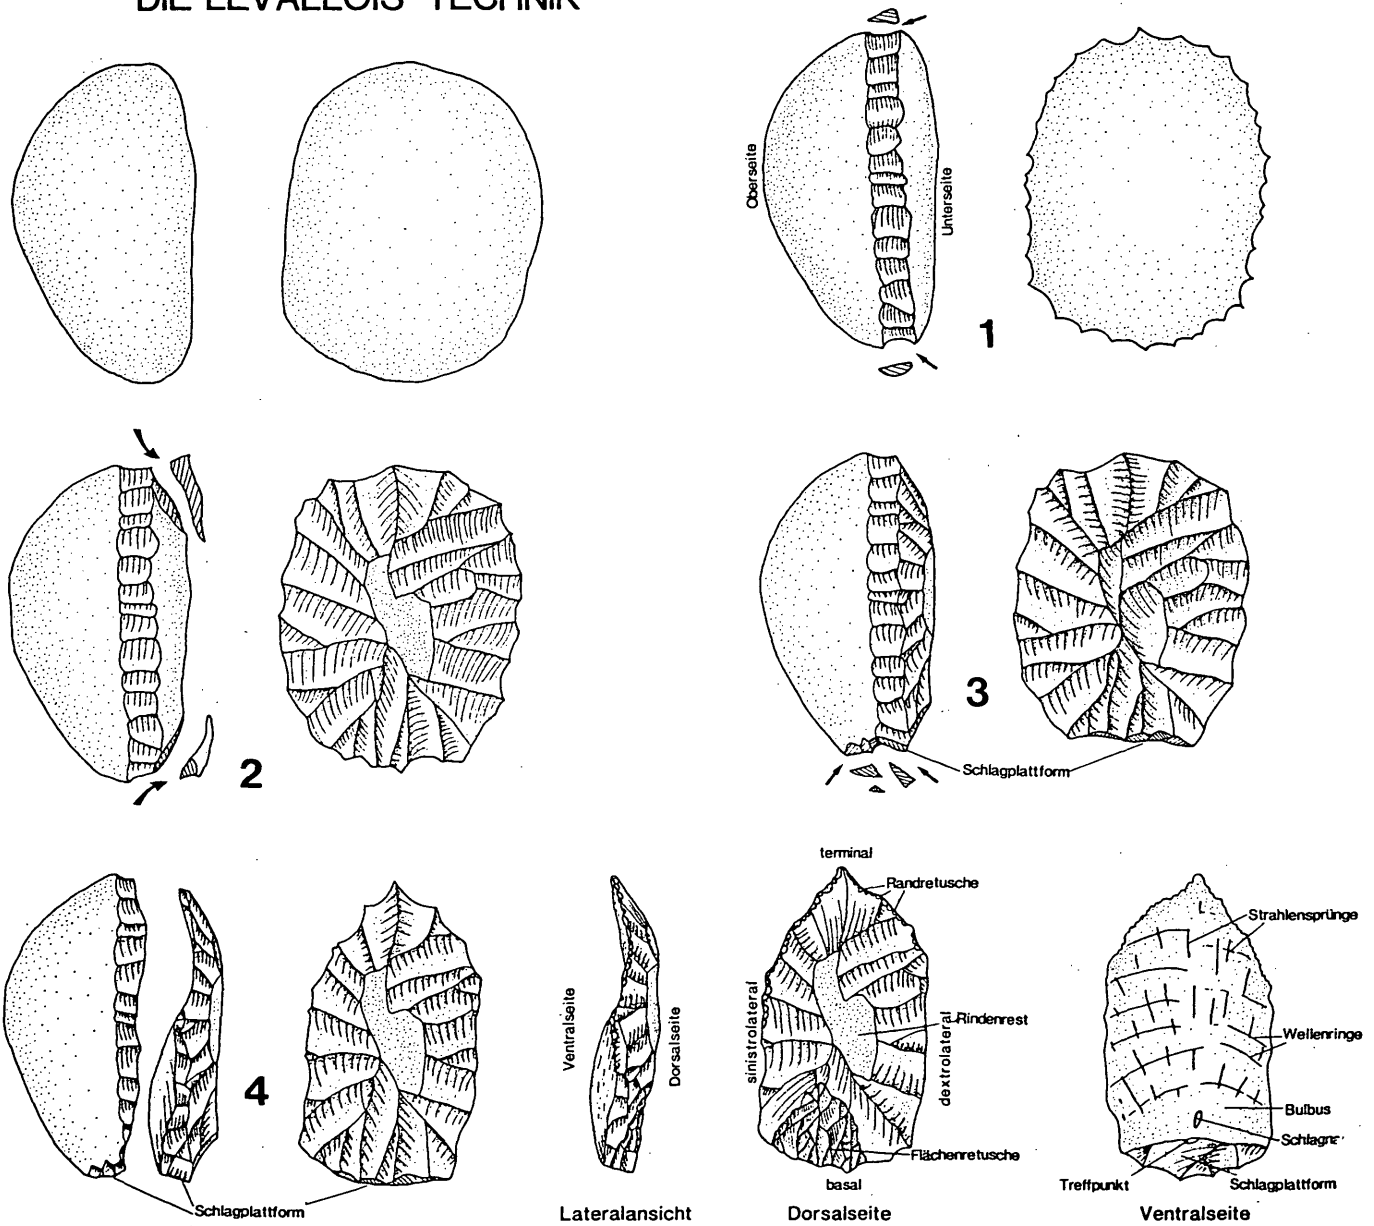 DIE LEVALLOIS TECHNIK
Oberseite
Unterseite
1
2
3
Schlagplattform
4
Schlagplattform
Ventralseite
Dorsalseite
Lateralansicht
terminal
Randretusche
sinistrolateral
Rindenrest
dextrolateral
Flächenretusche
basal
Dorsalseite
Strahlensprünge
Wellenringe
Bulbus
Treffpunkt
Schlagplattform
Ventralseite